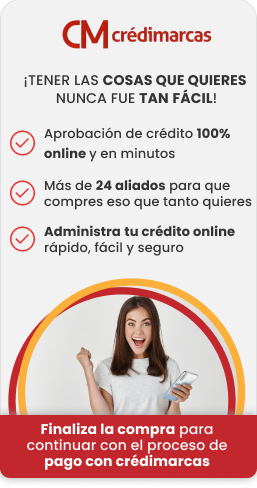 CM crédimarcas
¡TENER LAS COSAS QUE QUIERES
NUNCA FUE TAN FÁCIL!
Aprobación de crédito 100%
online y en minutos
Más de 24 aliados para que
compres eso que tanto quieres
Administra tu crédito online
rápido, fácil y seguro
Finaliza la compra para
continuar con el proceso de
pago con crédimarcas